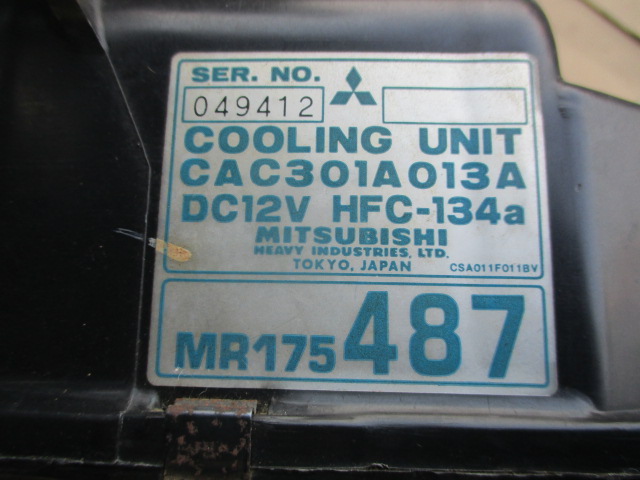 SER. NO.
049412
COOLING UNIT
CAC301A013A
DC12V HFC-134a
MITSUBISHI
HEAVY INDUSTRIES, LTD.
TOKYO, JAPAN CSA011F011BV
MR175487